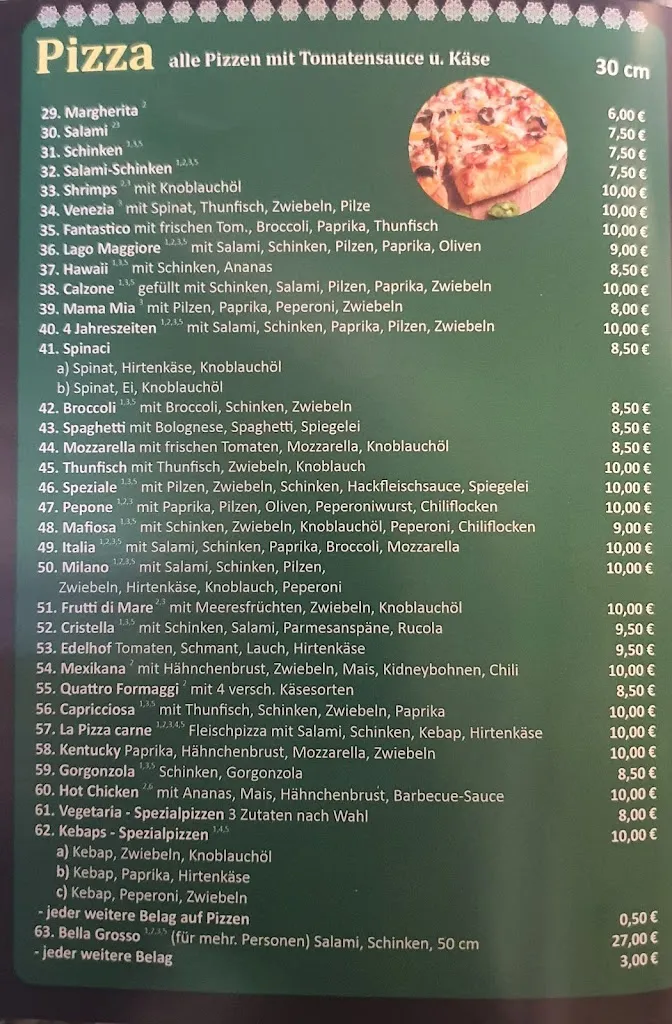 Pizza alle Pizzen mit Tomatensauce u. Käse 30 cm
29. Margherita 2 6,00 €
30. Salami 23 7,50 €
31. Schinken 1,3,5 7,50 €
32. Salami-Schinken 1,2,3,5 7,50 €
33. Shrimps 2,3 mit Knoblauchöl 10,00 €
34. Venezia 3 mit Spinat, Thunfisch, Zwiebeln, Pilze 10,00 €
35. Fantastico mit frischen Tom., Broccoli, Paprika, Thunfisch 10,00 €
36. Lago Maggiore 1,2,3,5 mit Salami, Schinken, Pilzen, Paprika, Oliven 9,00 €
37. Hawaii 1,3,5 mit Schinken, Ananas 8,50 €
38. Calzone 1,3,5 gefüllt mit Schinken, Salami, Pilzen, Paprika, Zwiebeln 10,00 €
39. Mama Mia 3 mit Pilzen, Paprika, Peperoni, Zwiebeln 8,00 €
40. 4 Jahreszeiten 1,2,3,5 mit Salami, Schinken, Paprika, Pilzen, Zwiebeln 10,00 €
41. Spinaci 8,50 €
a) Spinat, Hirtenkäse, Knoblauchöl
b) Spinat, Ei, Knoblauchöl
42. Broccoli 1,3,5 mit Broccoli, Schinken, Zwiebeln 8,50 €
43. Spaghetti mit Bolognese, Spaghetti, Spiegelei 8,50 €
44. Mozzarella mit frischen Tomaten, Mozzarella, Knoblauchöl 8,50 €
45. Thunfisch mit Thunfisch, Zwiebeln, Knoblauch 10,00 €
46. Speziale 1,3,5 mit Pilzen, Zwiebeln, Schinken, Hackfleischsauce, Spiegelei 10,00 €
47. Pepone 1,2,3 mit Paprika, Pilzen, Oliven, Peperoniwurst, Chiliflocken 10,00 €
48. Mafiosa 1,3,5 mit Schinken, Zwiebeln, Knoblauchöl, Peperoni, Chiliflocken 9,00 €
49. Italia 1,2,3,5 mit Salami, Schinken, Paprika, Broccoli, Mozzarella 10,00 €
50. Milano 1,2,3,5 mit Salami, Schinken, Pilzen, 10,00 €
Zwiebeln, Hirtenkäse, Knoblauch, Peperoni
51. Frutti di Mare 2,3 mit Meeresfrüchten, Zwiebeln, Knoblauchöl 10,00 €
52. Cristella 1,3,5 mit Schinken, Salami, Parmesanspäne, Rucola 9,50 €
53. Edelhof Tomaten, Schmant, Lauch, Hirtenkäse 9,50 €
54. Mexikana 2 mit Hähnchenbrust, Zwiebeln, Mais, Kidneybohnen, Chili 10,00 €
55. Quattro Formaggi 2 mit 4 versch. Käsesorten 8,50 €
56. Capricciosa 1,3,5 mit Thunfisch, Schinken, Zwiebeln, Paprika 10,00 €
57. La Pizza carne 1,2,3,4,5 Fleischpizza mit Salami, Schinken, Kebap, Hirtenkäse 10,00 €
58. Kentucky Paprika, Hähnchenbrust, Mozzarella, Zwiebeln 10,00 €
59. Gorgonzola 1,3,5 Schinken, Gorgonzola 8,50 €
60. Hot Chicken 2,6 mit Ananas, Mais, Hähnchenbrust, Barbecue-Sauce 10,00 €
61. Vegetaria - Spezialpizzen 3 Zutaten nach Wahl 8,00 €
62. Kebaps - Spezialpizzen 1,4,5 10,00 €
a) Kebap, Zwiebeln, Knoblauchöl
b) Kebap, Paprika, Hirtenkäse
c) Kebap, Peperoni, Zwiebeln
- jeder weitere Belag auf Pizzen 0,50 €
63. Bella Grosso 1,2,3,5 (für mehr. Personen) Salami, Schinken, 50 cm 27,00 €
- jeder weitere Belag 3,00 €